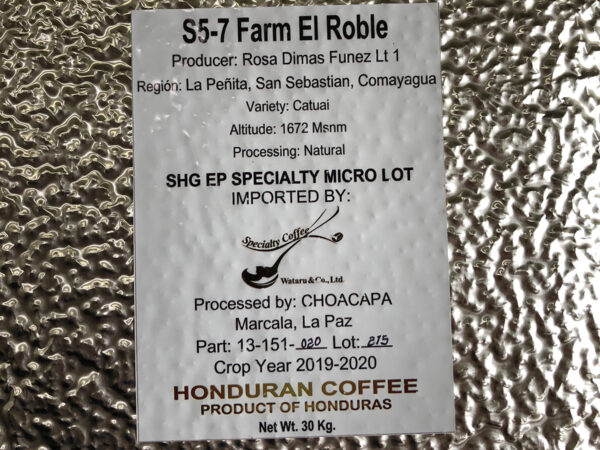 S5-7 Farm El Roble
Producer: Rosa Dimas Funez Lt 1
Región: La Peñita, San Sebastian, Comayagua
Variety: Catuai
Altitude: 1672 Msnm
Processing: Natural
SHG EP SPECIALTY MICRO LOT
IMPORTED BY:
Specialty Coffee
Wataru & Co., Ltd.
Processed by: CHOACAPA
Marcala, La Paz
Part: 13-151-020 Lot: 215
Crop Year 2019-2020
HONDURAN COFFEE
PRODUCT OF HONDURAS
Net Wt. 30 Kg.